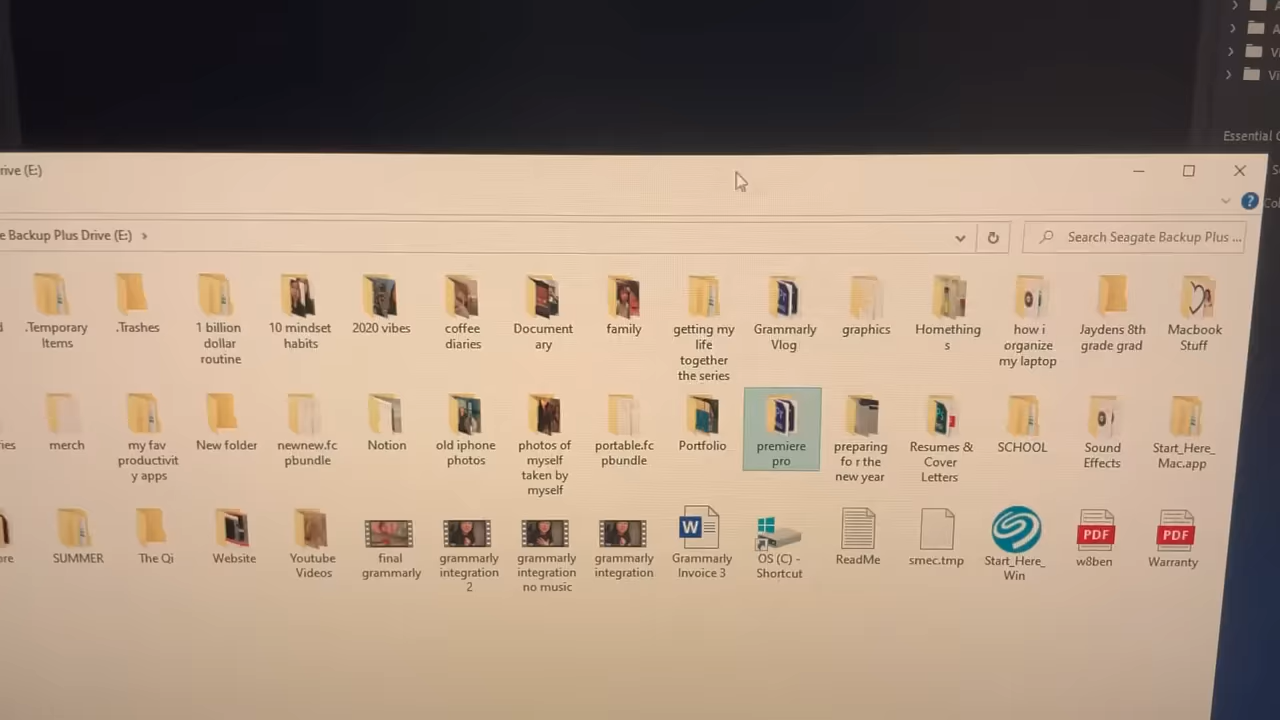 rive (E:)
Essential
e Backup Plus Drive (E:) >
Search Seagate Backup Plus ...
.Temporary
Items
.Trashes
1 billion
dollar
routine
10 mindset
habits
2020 vibes
coffee
diaries
Document
ary
family
getting my
life
together
the series
Grammarly
Vlog
graphics
Homething
s
how i
organize
my laptop
Jaydens 8th
grade grad
Macbook
Stuff
ies
merch
my fav
productivit
y apps
New folder
newnew.fc
pbundle
Notion
old iphone
photos
photos of
myself
taken by
myself
portable.fc
pbundle
Portfolio
premiere
pro
preparing
fo r the
new year
Resumes &
Cover
Letters
SCHOOL
Sound
Effects
Start_Here_
Mac.app
SUMMER
The Qi
Website
Youtube
Videos
final
grammarly
grammarly
integration
2
grammarly
integration
no music
grammarly
integration
Grammarly
Invoice 3
OS (C) -
Shortcut
ReadMe
smec.tmp
Start_Here_
Win
PDF
w8ben
PDF
Warranty